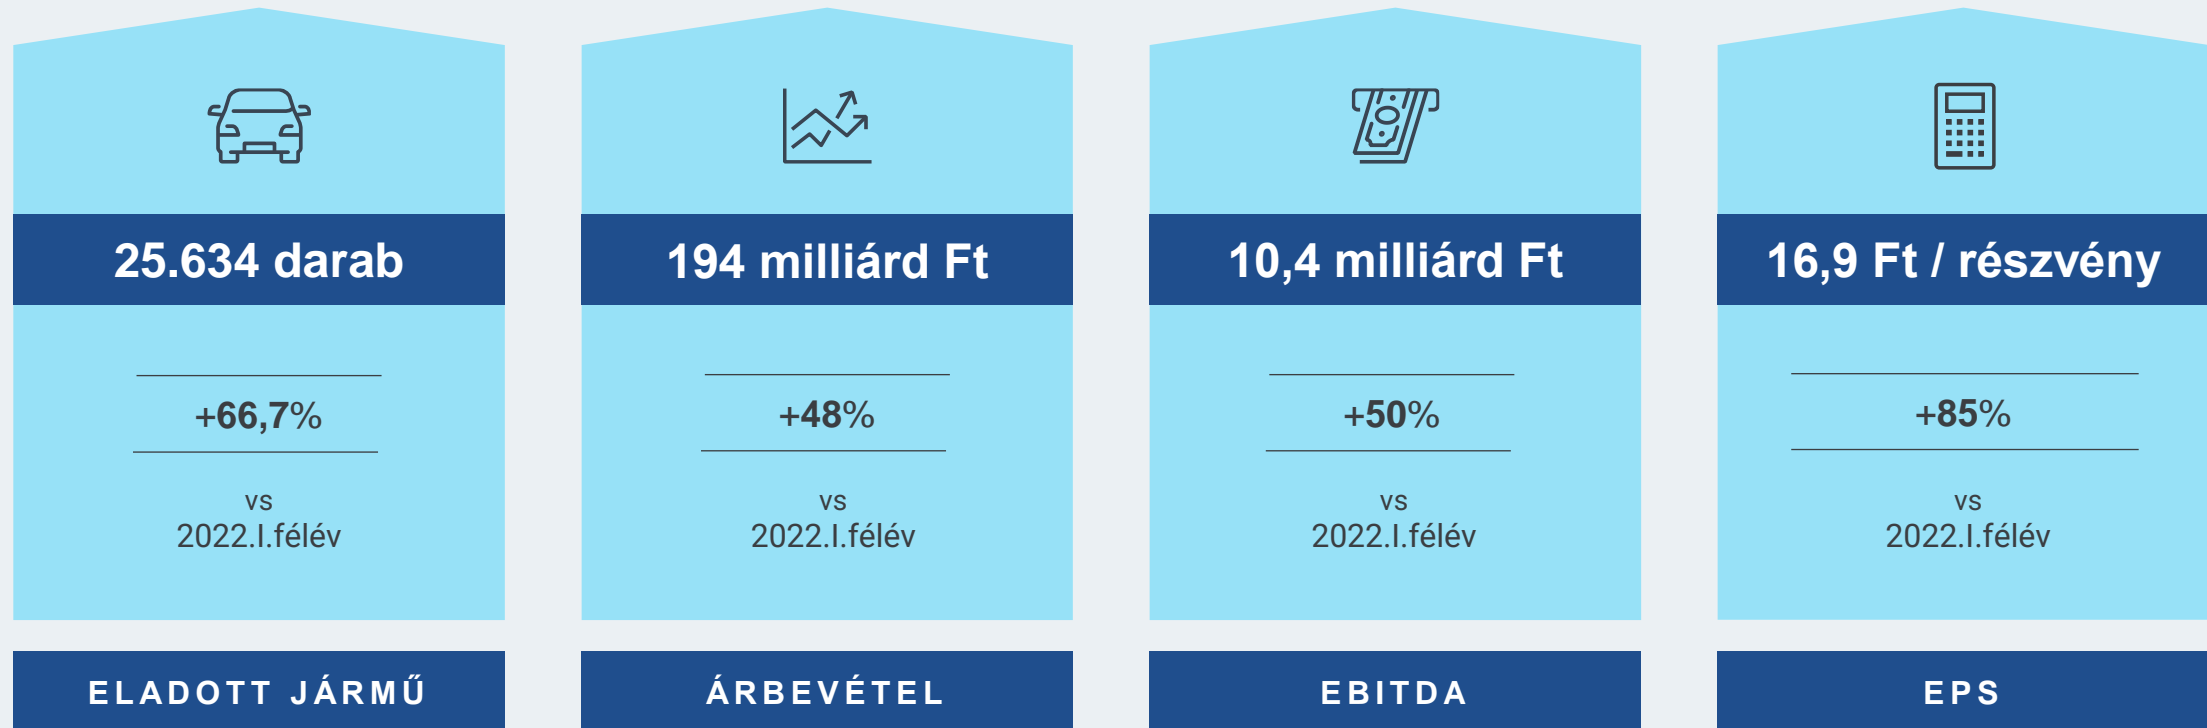 25.634 darab
+66,7%
vs
2022.I.félév
ELADOTT JÁRMŰ
194 milliárd Ft
+48%
vs
2022.I.félév
ÁRBEVÉTEL
10,4 milliárd Ft
+50%
vs
2022.I.félév
EBITDA
16,9 Ft / részvény
+85%
vs
2022.I.félév
EPS